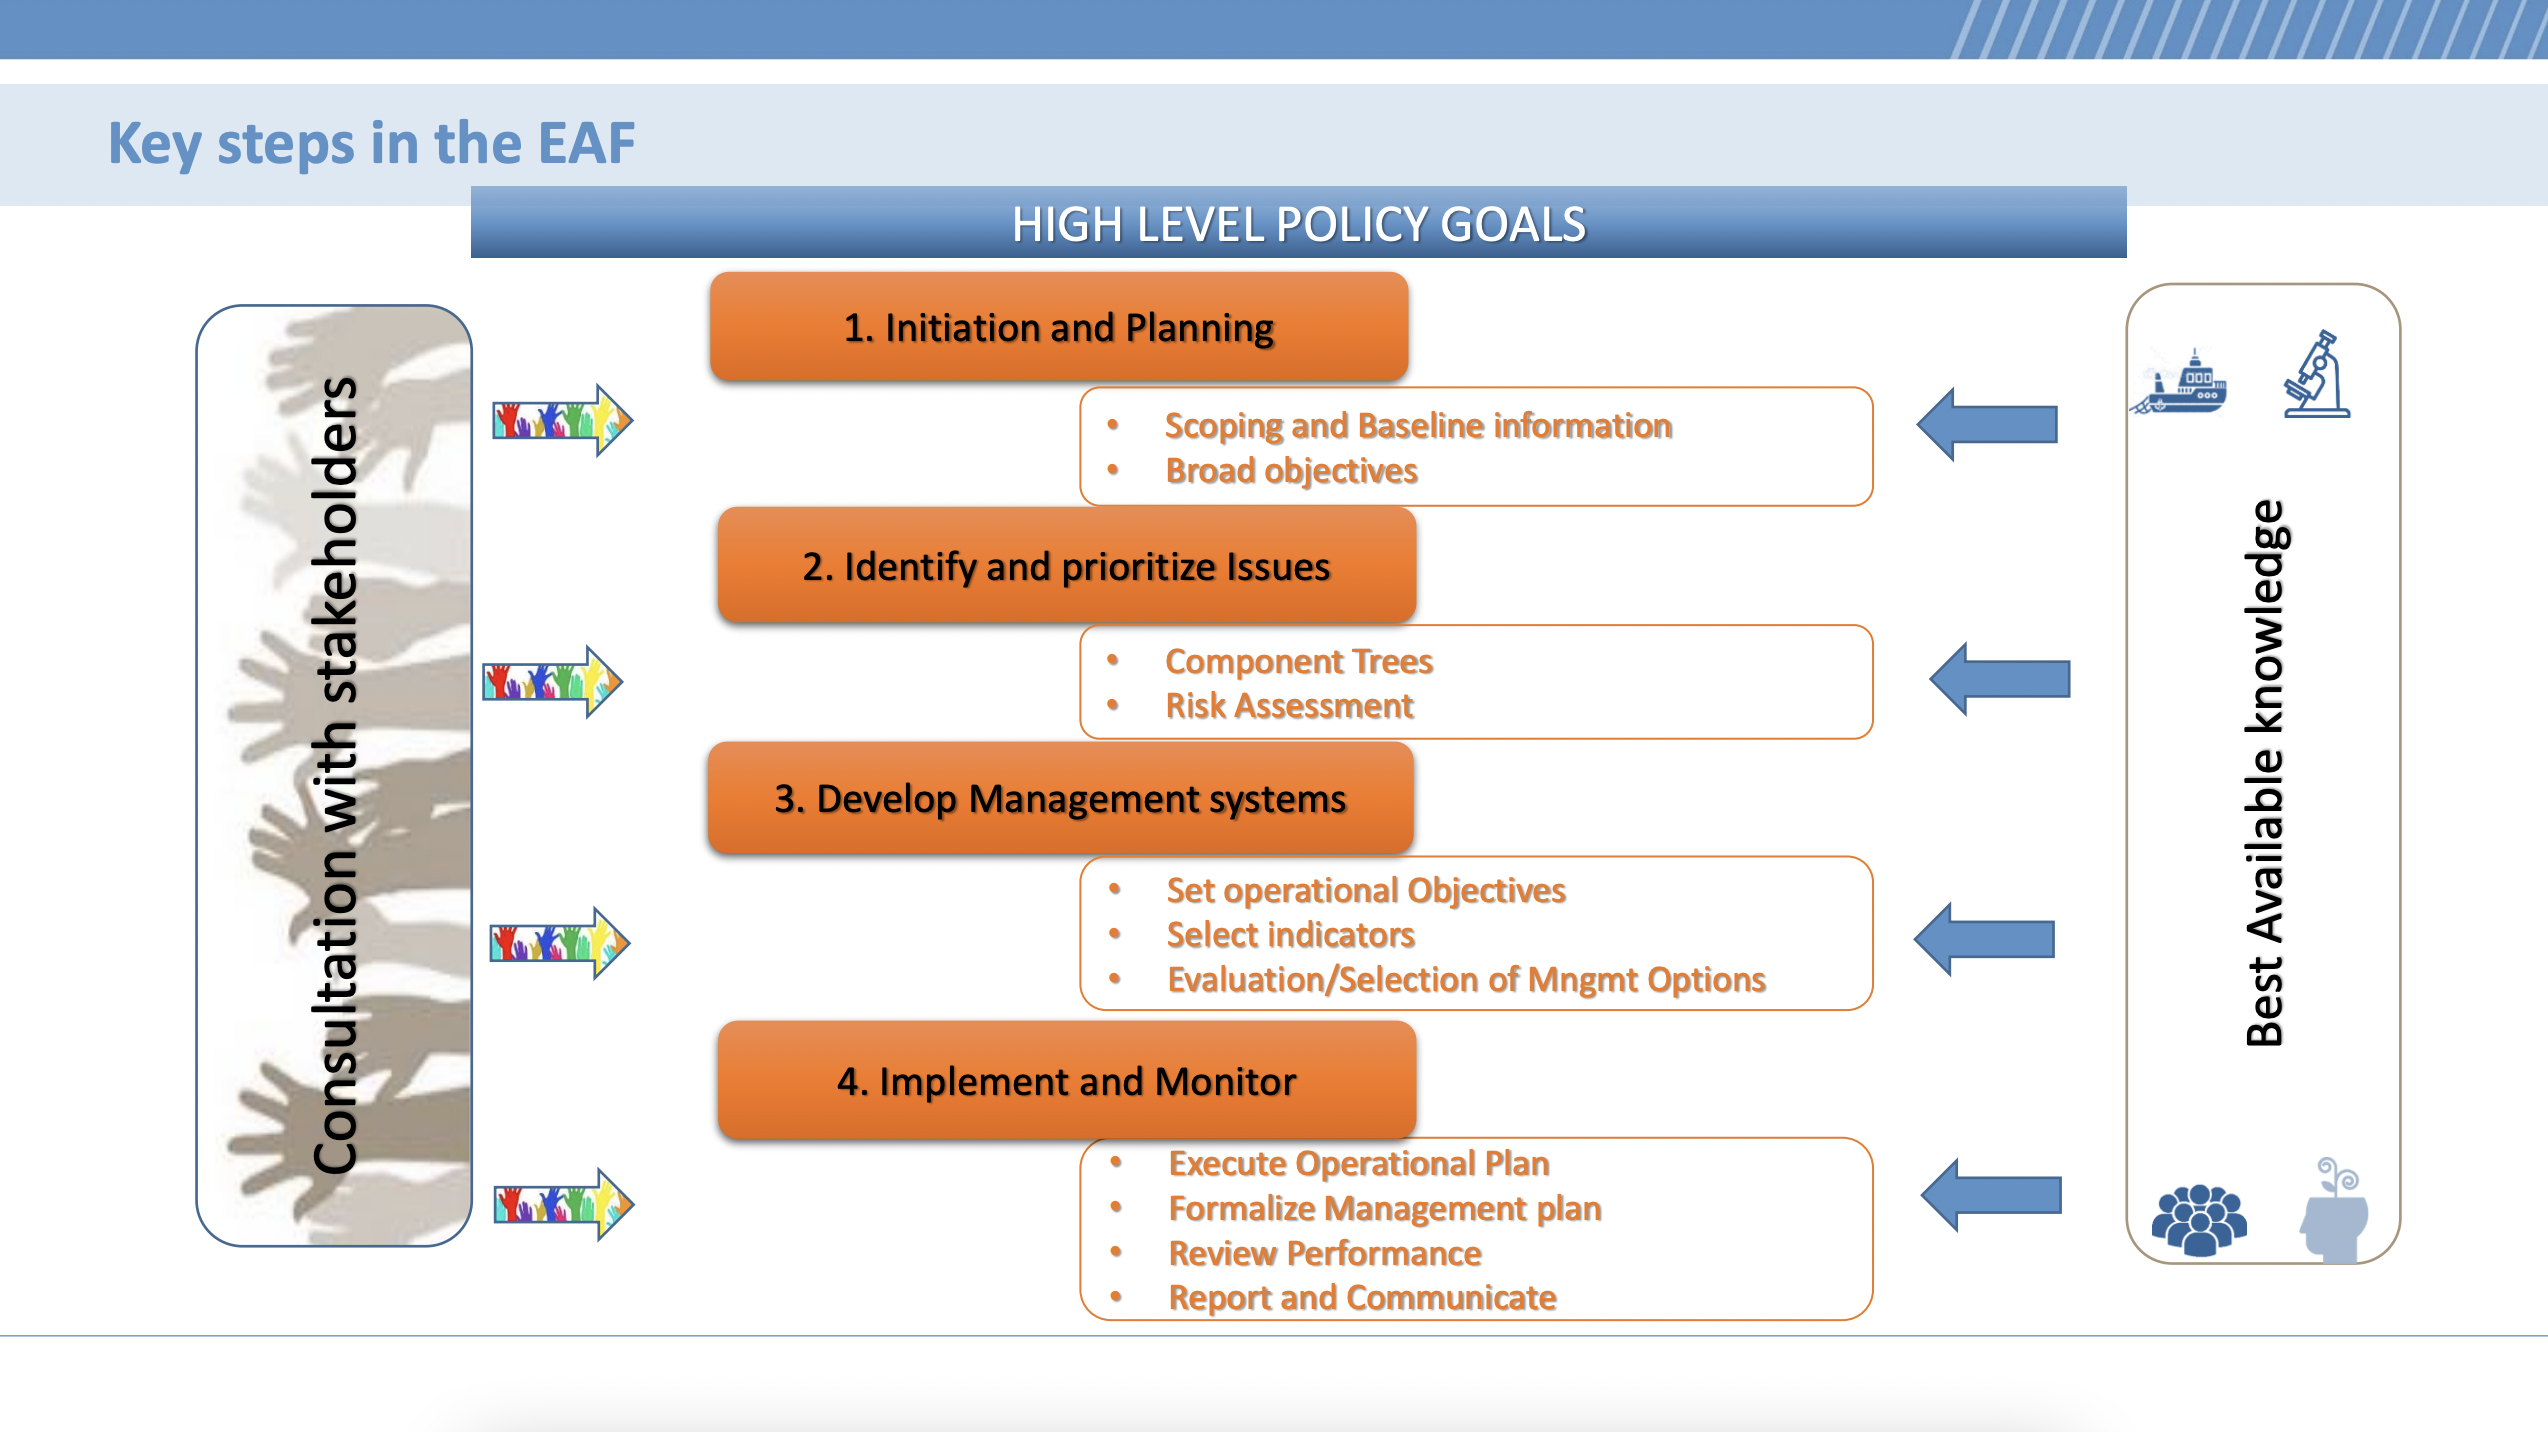 Key steps in the EAF
HIGH LEVEL POLICY GOALS
Consultation with stakeholders
1. Initiation and Planning
• Scoping and Baseline information
• Broad objectives
2. Identify and prioritize Issues
• Component Trees
• Risk Assessment
3. Develop Management systems
• Set operational Objectives
• Select indicators
• Evaluation/Selection of Mngmt Options
4. Implement and Monitor
• Execute Operational Plan
• Formalize Management plan
• Review Performance
• Report and Communicate
Best Available knowledge